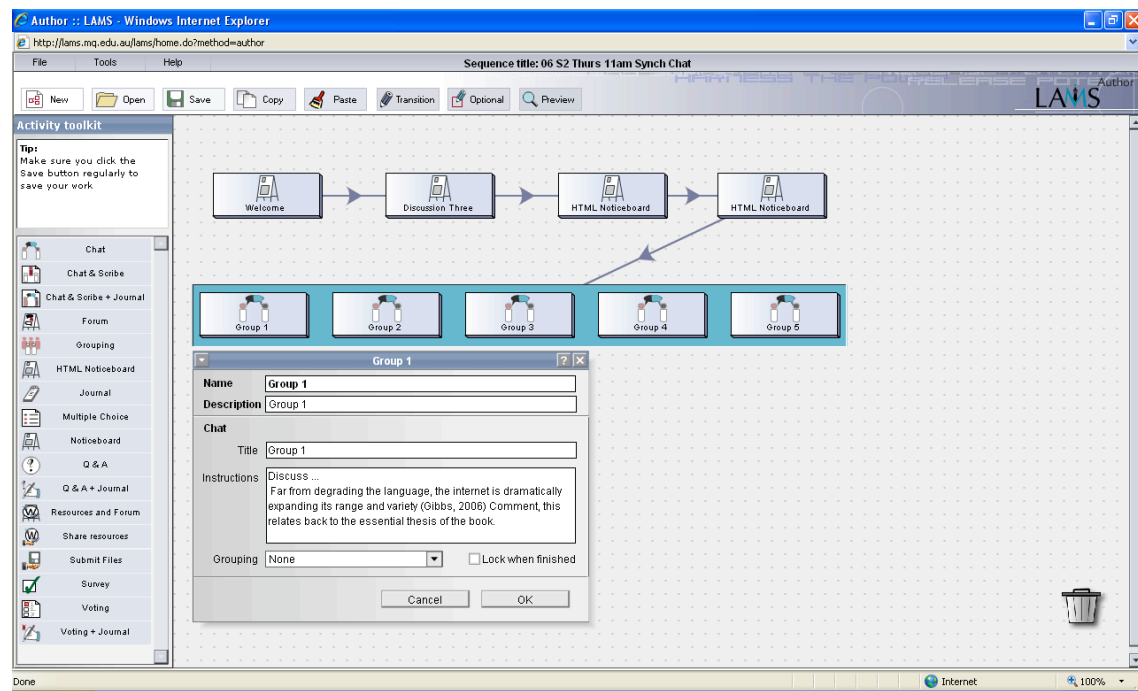 Author :: LAMS - Windows Internet Explorer
http://lams.mq.edu.au/lams/home.do?method=author
File Tools Help Sequence title: 06 S2 Thurs 11am Synch Chat
New Open Save Copy Paste Transition Optional Preview
Author
LAMS
Activity toolkit
Tip:
Make sure you click the
Save button regularly to
save your work
Chat
Chat & Scribe
Chat & Scribe + Journal
Forum
Grouping
HTML Noticeboard
Journal
Multiple Choice
Noticeboard
Q & A
Q & A + Journal
Resources and Forum
Share resources
Submit Files
Survey
Voting
Voting + Journal
Welcome Discussion Three HTML Noticeboard HTML Noticeboard
Group 1 Group 2 Group 3 Group 4 Group 5
Group 1
Name Group 1
Description Group 1
Chat
Title Group 1
Instructions Discuss ...
Far from degrading the language, the internet is dramatically
expanding its range and variety (Gibbs, 2006) Comment, this
relates back to the essential thesis of the book.
Grouping None Lock when finished
Cancel OK
Done Internet 100%